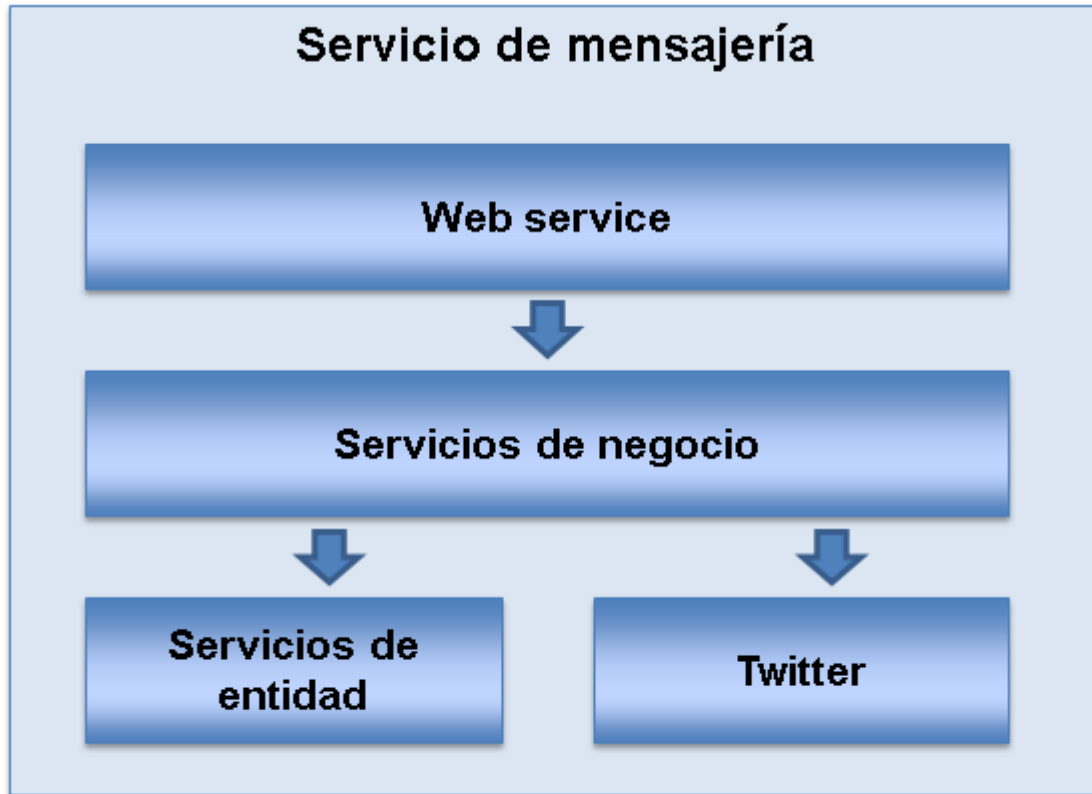 Servicio de mensajería
Web service
Servicios de negocio
Servicios de
entidad
Twitter